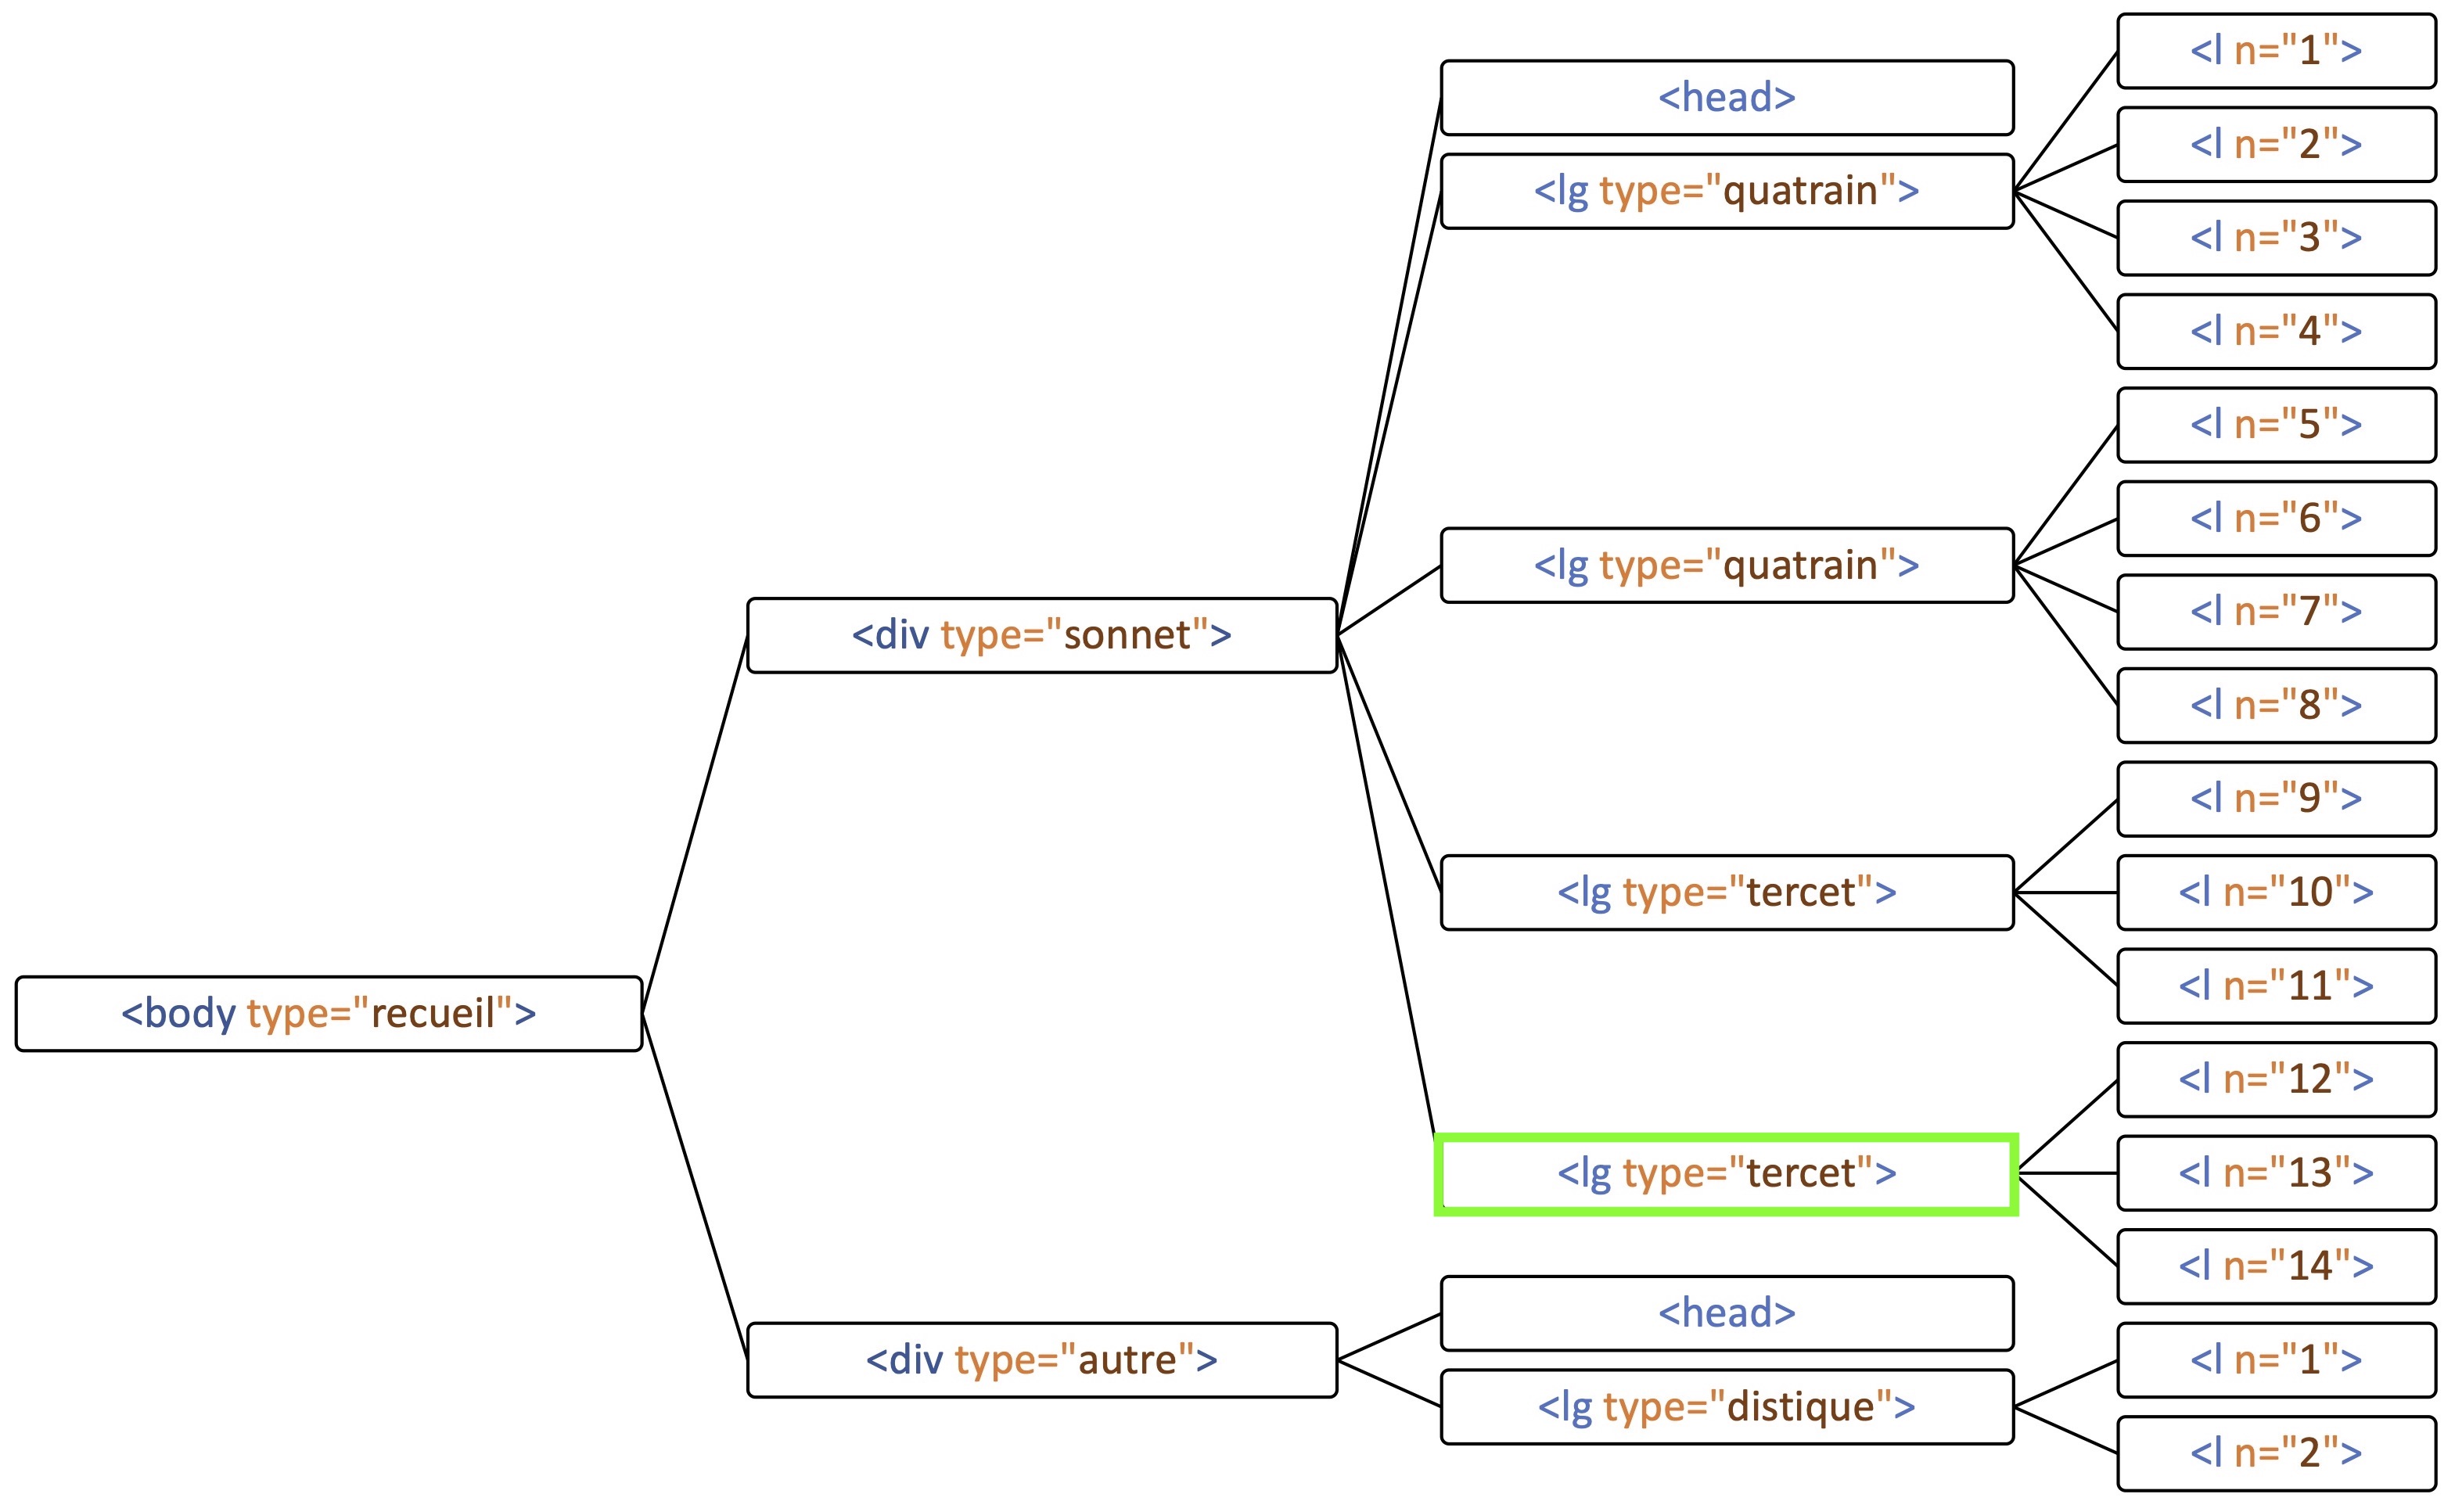 <body type="recueil">
<div type="sonnet">
<head>
<lg type="quatrain">
<l n="1">
<l n="2">
<l n="3">
<l n="4">
<lg type="quatrain">
<l n="5">
<l n="6">
<l n="7">
<l n="8">
<lg type="tercet">
<l n="9">
<l n="10">
<l n="11">
<lg type="tercet">
<l n="12">
<l n="13">
<l n="14">
<div type="autre">
<head>
<lg type="distique">
<l n="1">
<l n="2">